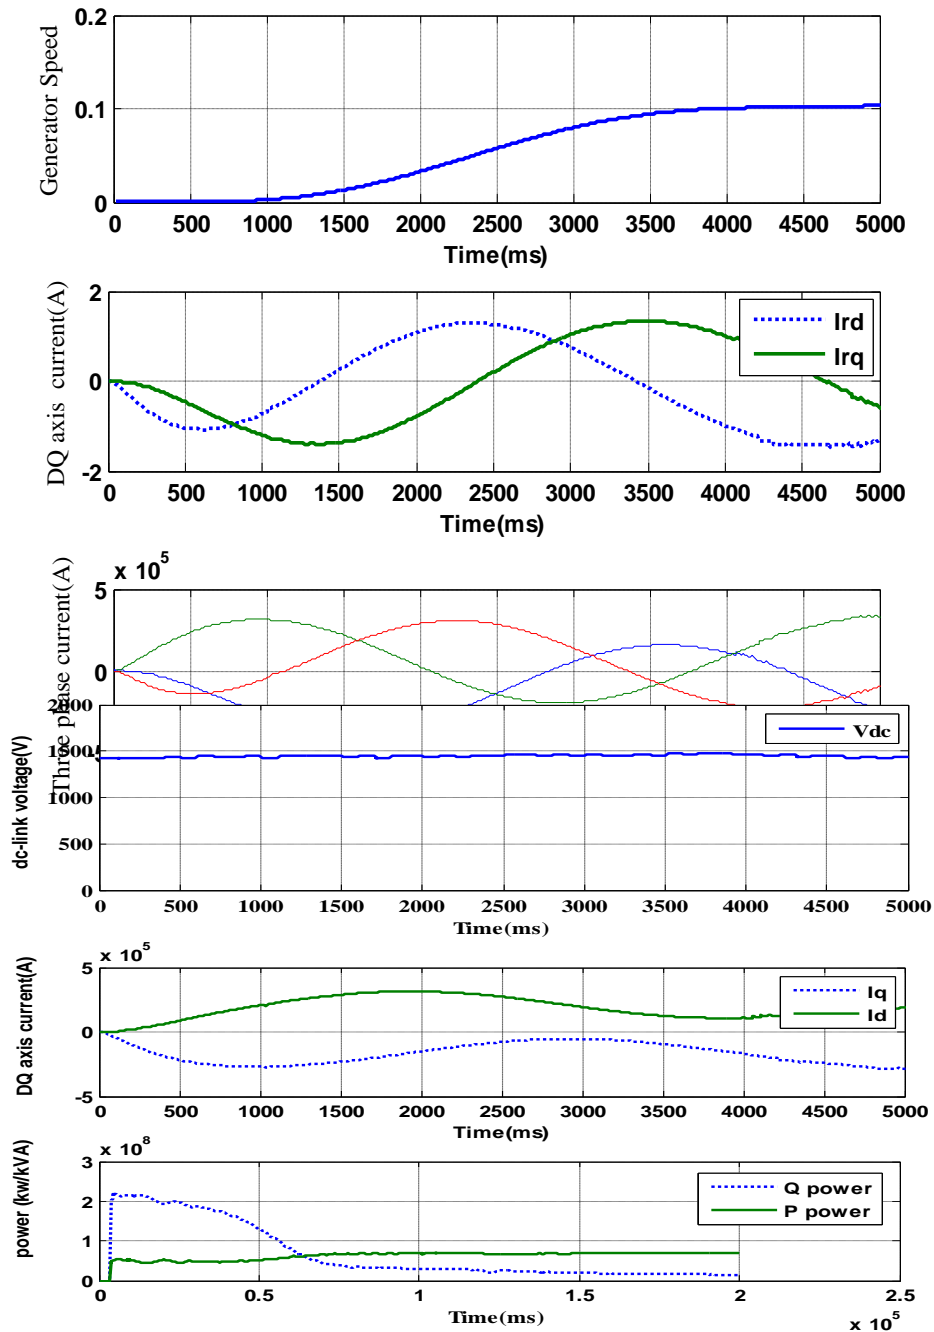 0.2
0.1
0
Generator Speed
0 500 1000 1500 2000 2500 3000 3500 4000 4500 5000
Time(ms)
2
0
-2
DQ axis current(A)
Ird
Irq
0 500 1000 1500 2000 2500 3000 3500 4000 4500 5000
Time(ms)
x 10^5
5
0
Three phase current(A)
2000
1500
1000
500
0
dc-link voltage(V)
Vdc
0 500 1000 1500 2000 2500 3000 3500 4000 4500 5000
Time(ms)
x 10^5
5
0
-5
DQ axis current(A)
Iq
Id
0 500 1000 1500 2000 2500 3000 3500 4000 4500 5000
Time(ms)
x 10^8
3
2
1
0
power (kw/kVA)
Q power
P power
0 0.5 1 1.5 2 2.5
Time(ms)
x 10^5